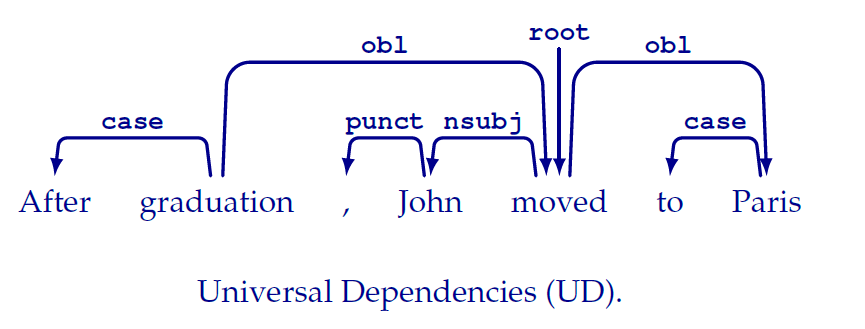 root
obl obl
case punct nsubj case
After graduation , John moved to Paris
Universal Dependencies (UD).